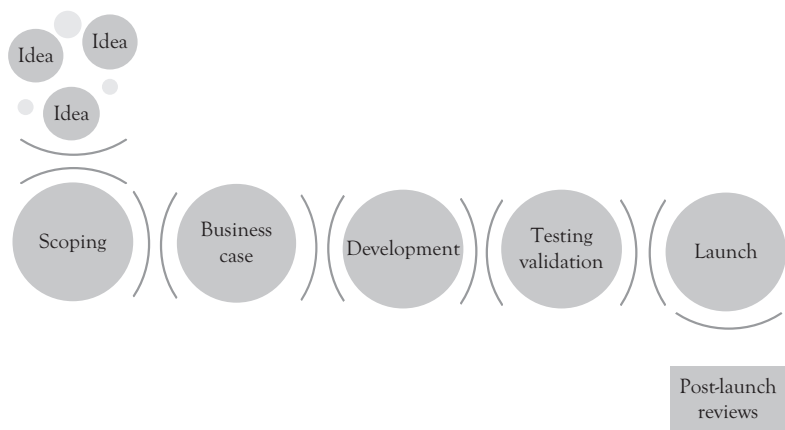 Idea
Idea
Idea
Scoping
Business
case
Development
Testing
validation
Launch
Post-launch
reviews